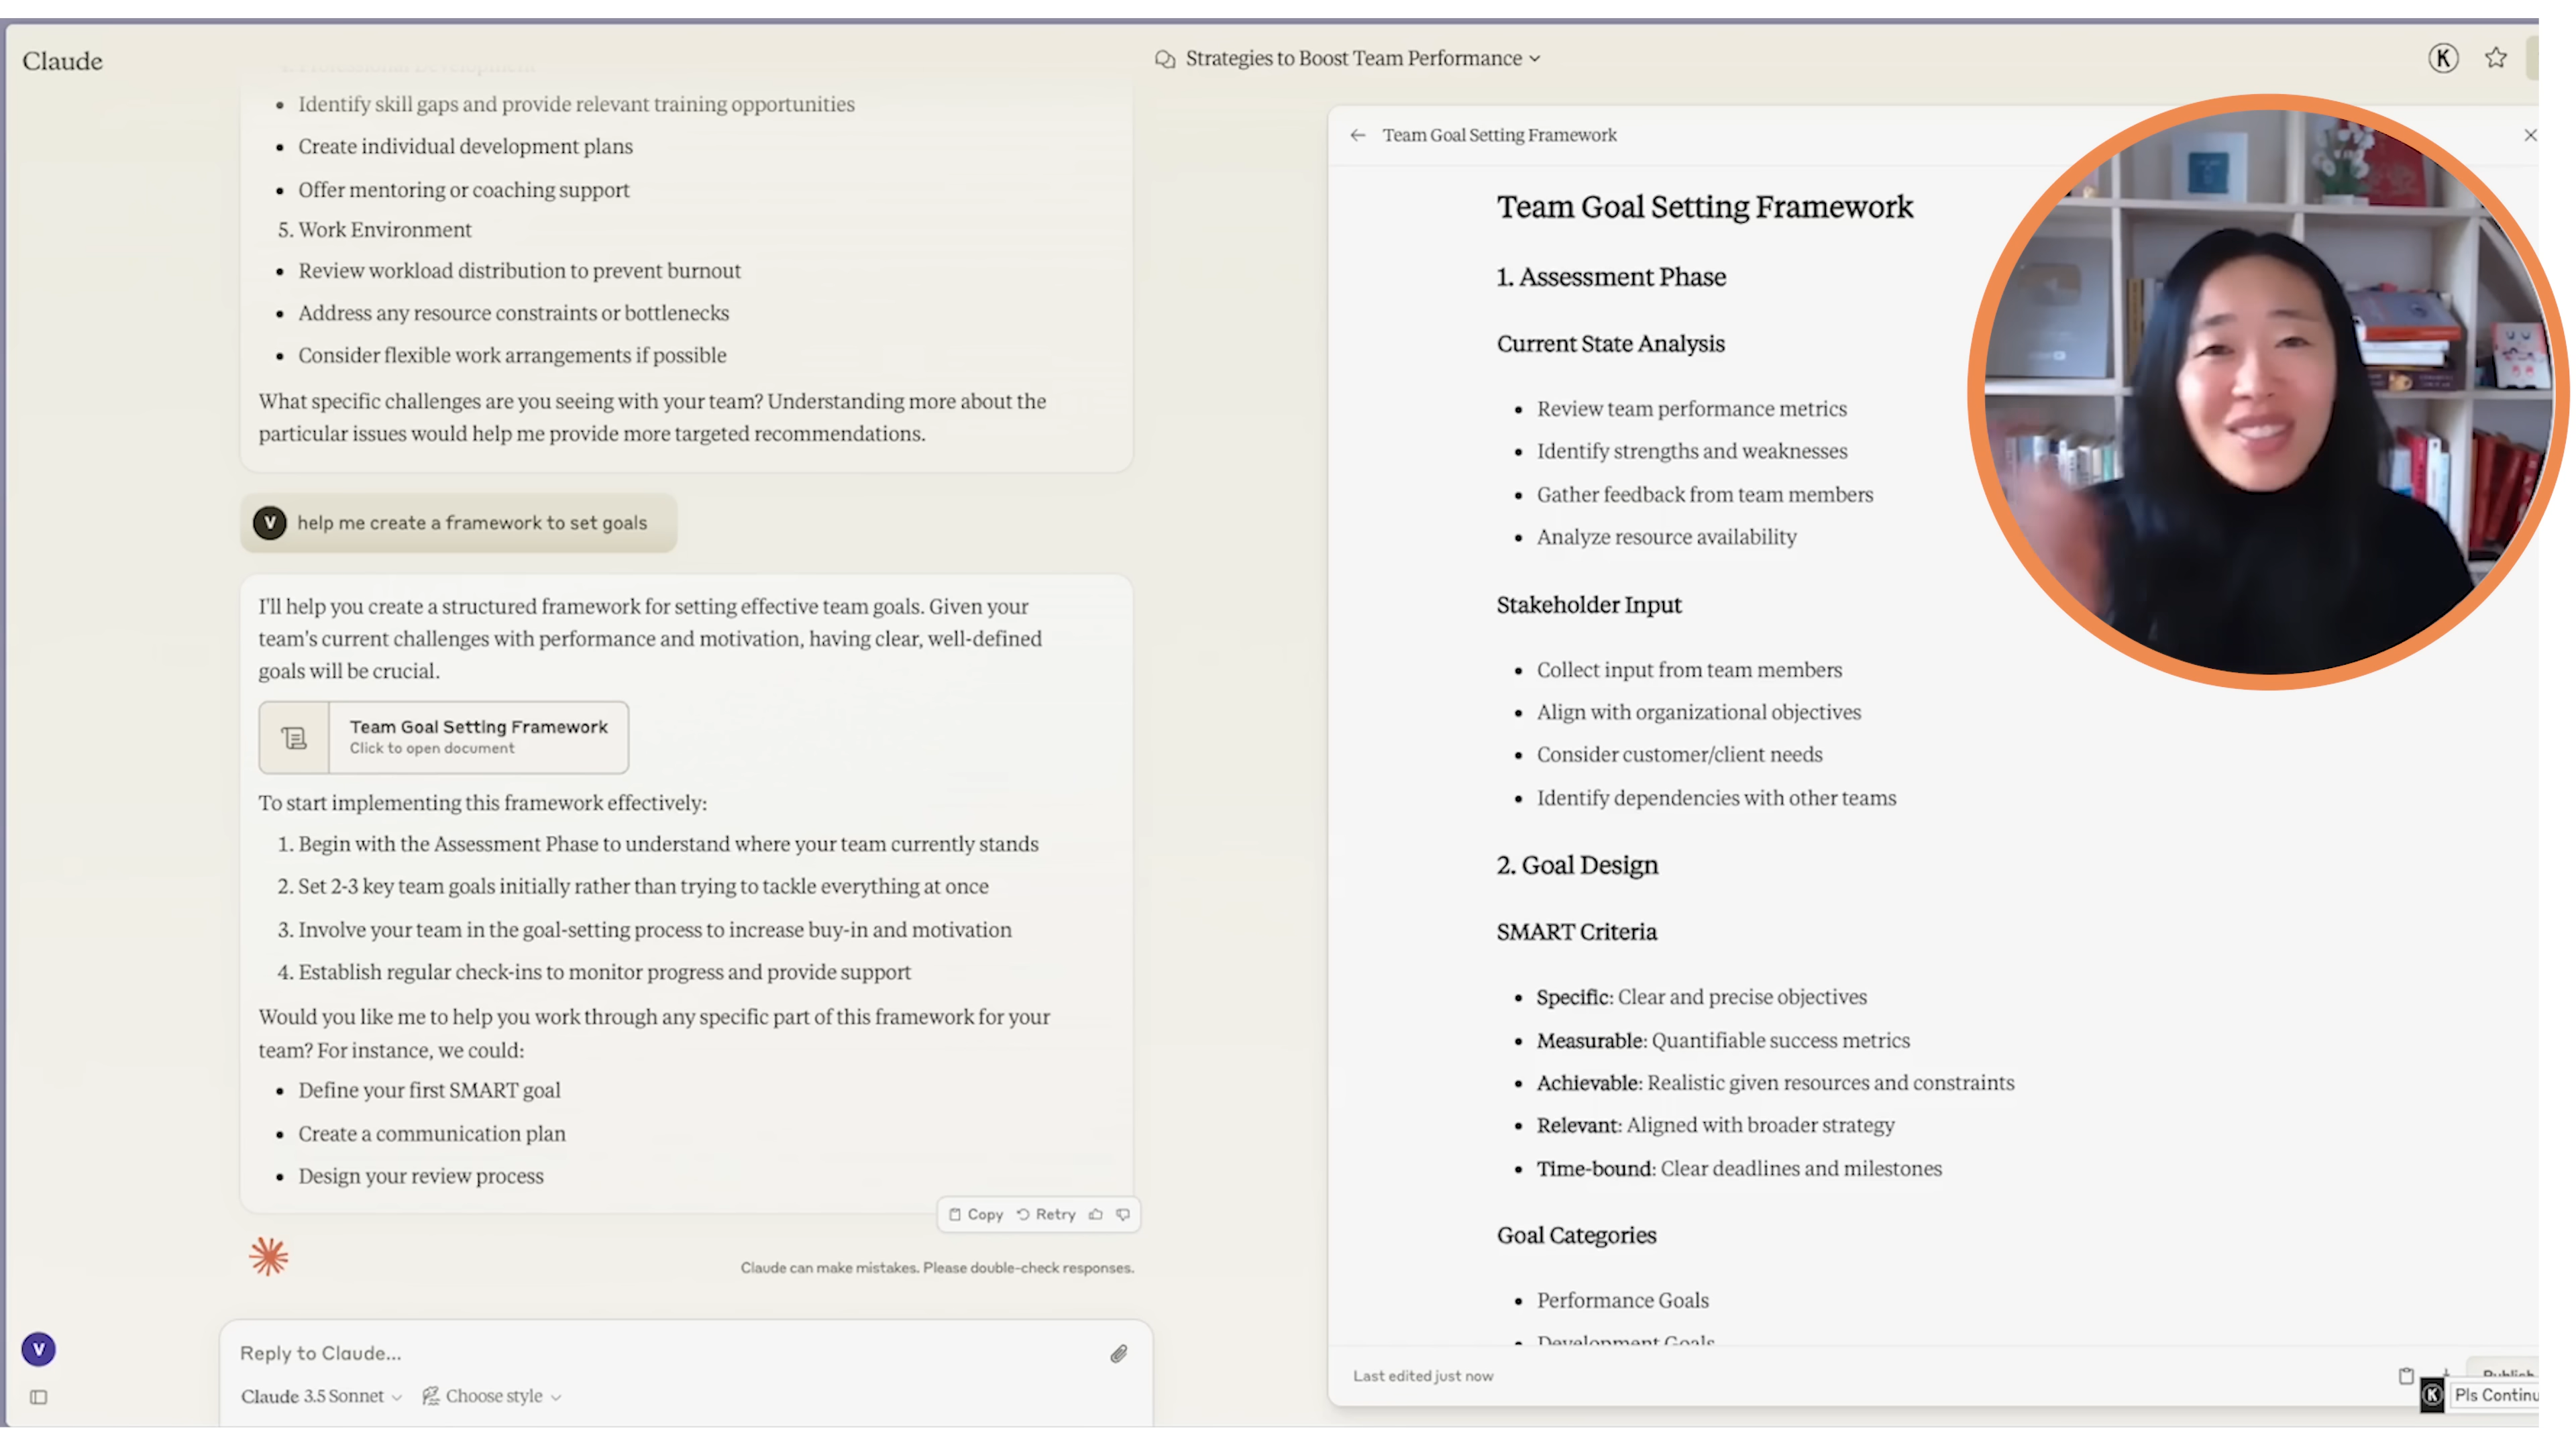 Claude
Strategies to Boost Team Performance
K
Professional Development
• Identify skill gaps and provide relevant training opportunities
• Create individual development plans
• Offer mentoring or coaching support
5. Work Environment
• Review workload distribution to prevent burnout
• Address any resource constraints or bottlenecks
• Consider flexible work arrangements if possible
What specific challenges are you seeing with your team? Understanding more about the
particular issues would help me provide more targeted recommendations.
V help me create a framework to set goals
I'll help you create a structured framework for setting effective team goals. Given your
team's current challenges with performance and motivation, having clear, well-defined
goals will be crucial.
Team Goal Setting Framework
Click to open document
To start implementing this framework effectively:
1. Begin with the Assessment Phase to understand where your team currently stands
2. Set 2-3 key team goals initially rather than trying to tackle everything at once
3. Involve your team in the goal-setting process to increase buy-in and motivation
4. Establish regular check-ins to monitor progress and provide support
Would you like me to help you work through any specific part of this framework for your
team? For instance, we could:
• Define your first SMART goal
• Create a communication plan
• Design your review process
Copy Retry
Claude can make mistakes. Please double-check responses.
V
Reply to Claude...
Claude 3.5 Sonnet Choose style
Team Goal Setting Framework
Team Goal Setting Framework
1. Assessment Phase
Current State Analysis
• Review team performance metrics
• Identify strengths and weaknesses
• Gather feedback from team members
• Analyze resource availability
Stakeholder Input
• Collect input from team members
• Align with organizational objectives
• Consider customer/client needs
• Identify dependencies with other teams
2. Goal Design
SMART Criteria
• Specific: Clear and precise objectives
• Measurable: Quantifiable success metrics
• Achievable: Realistic given resources and constraints
• Relevant: Aligned with broader strategy
• Time-bound: Clear deadlines and milestones
Goal Categories
• Performance Goals
• Development Goals
Last edited just now
Publish
K Pls Continu